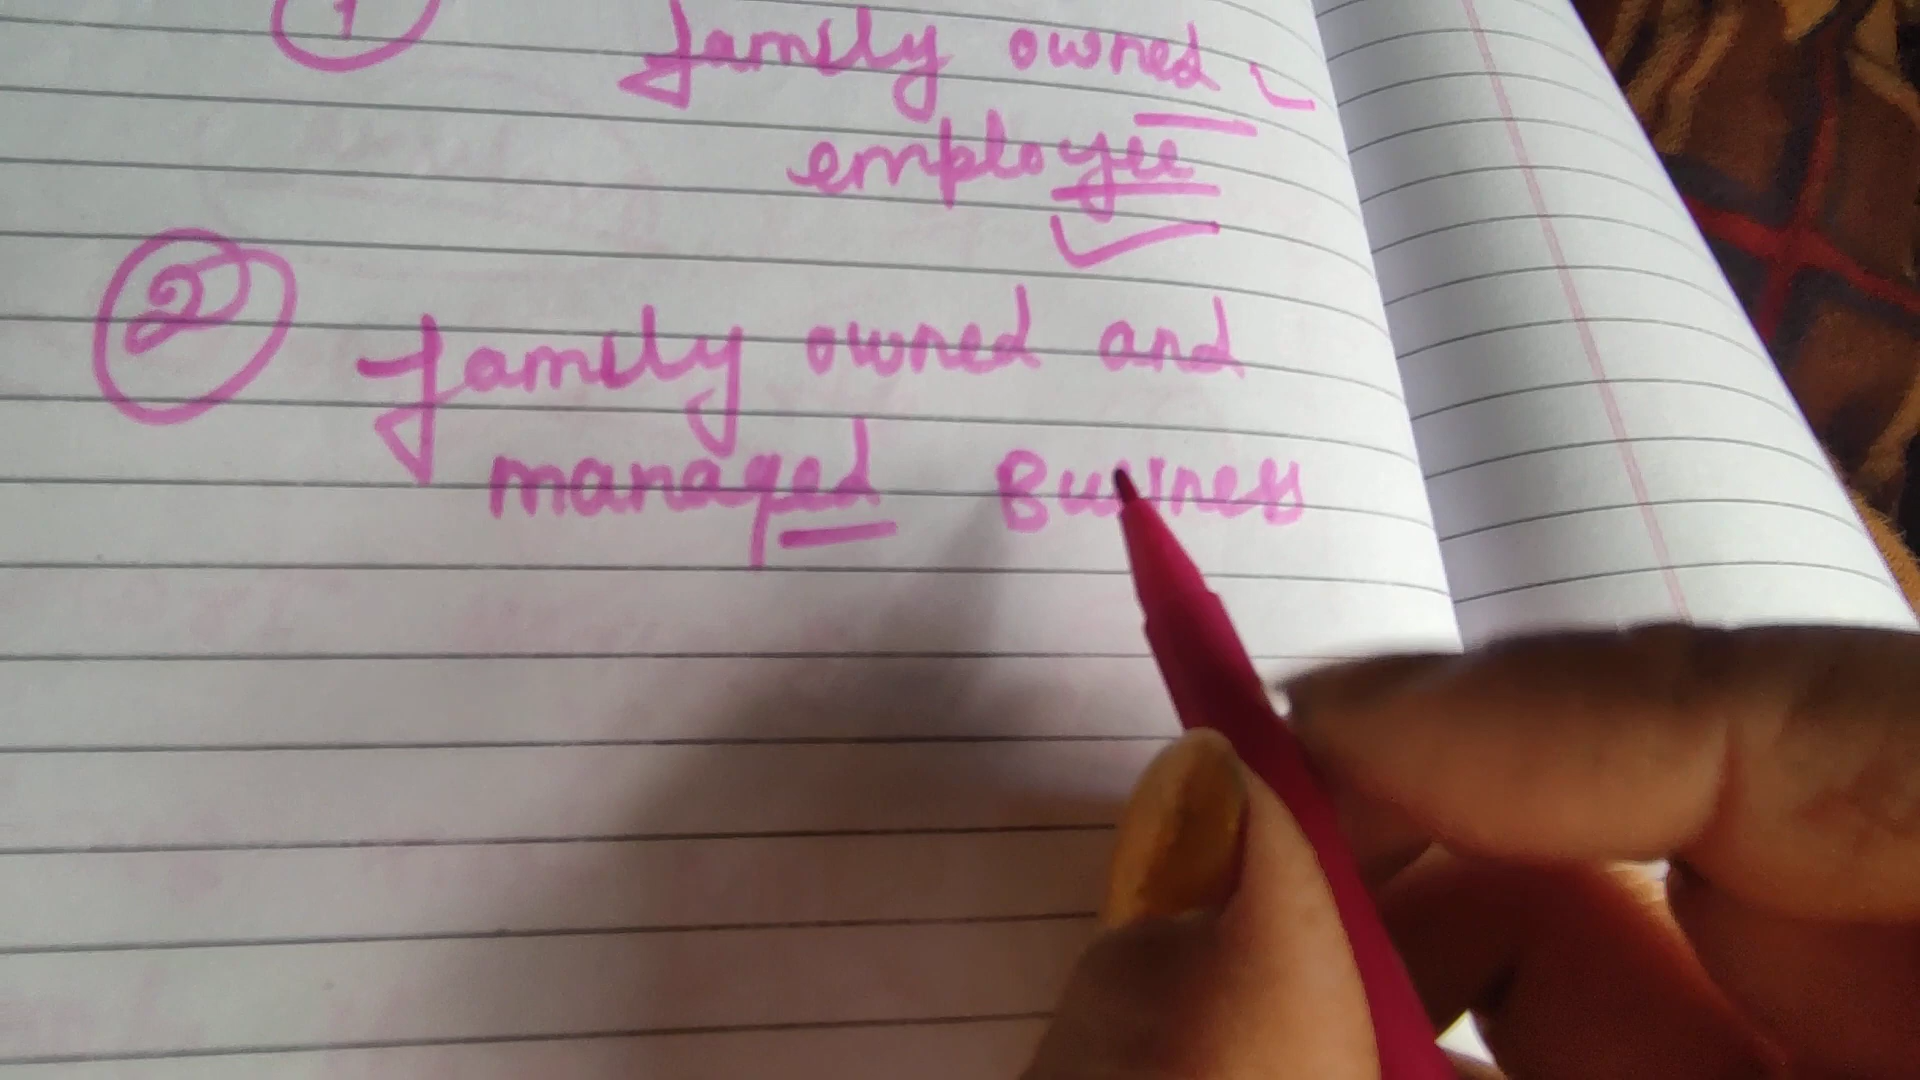 ① family owned
employee
② family owned and
managed Business